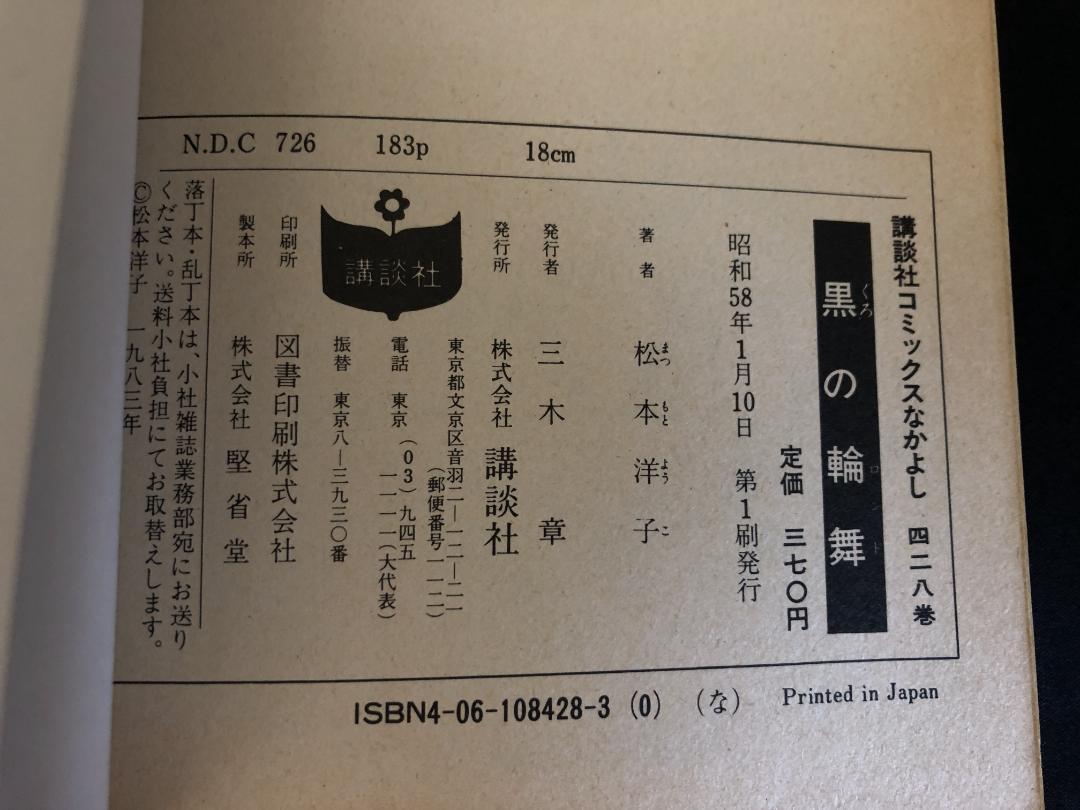 N.D.C 726 183p 18cm
講談社コミックスなかよし 四二八巻
黒の輪舞
くろ ロンド
定価 三七〇円
昭和58年1月10日 第1刷発行
著者 松本洋子
まつもとようこ
発行者 三木章
発行所 株式会社 講談社
東京都文京区音羽二―一二―二一
(郵便番号一一二)
電話 東京(03)九四五
一一一一(大代表)
振替 東京八―三九三〇番
講談社
印刷所 図書印刷株式会社
製本所 株式会社 堅省堂
落丁本・乱丁本は、小社雑誌業務部宛にお送り
ください。送料小社負担にてお取替えします。
©松本洋子 一九八三年
ISBN4-06-108428-3 (0) (な) Printed in Japan